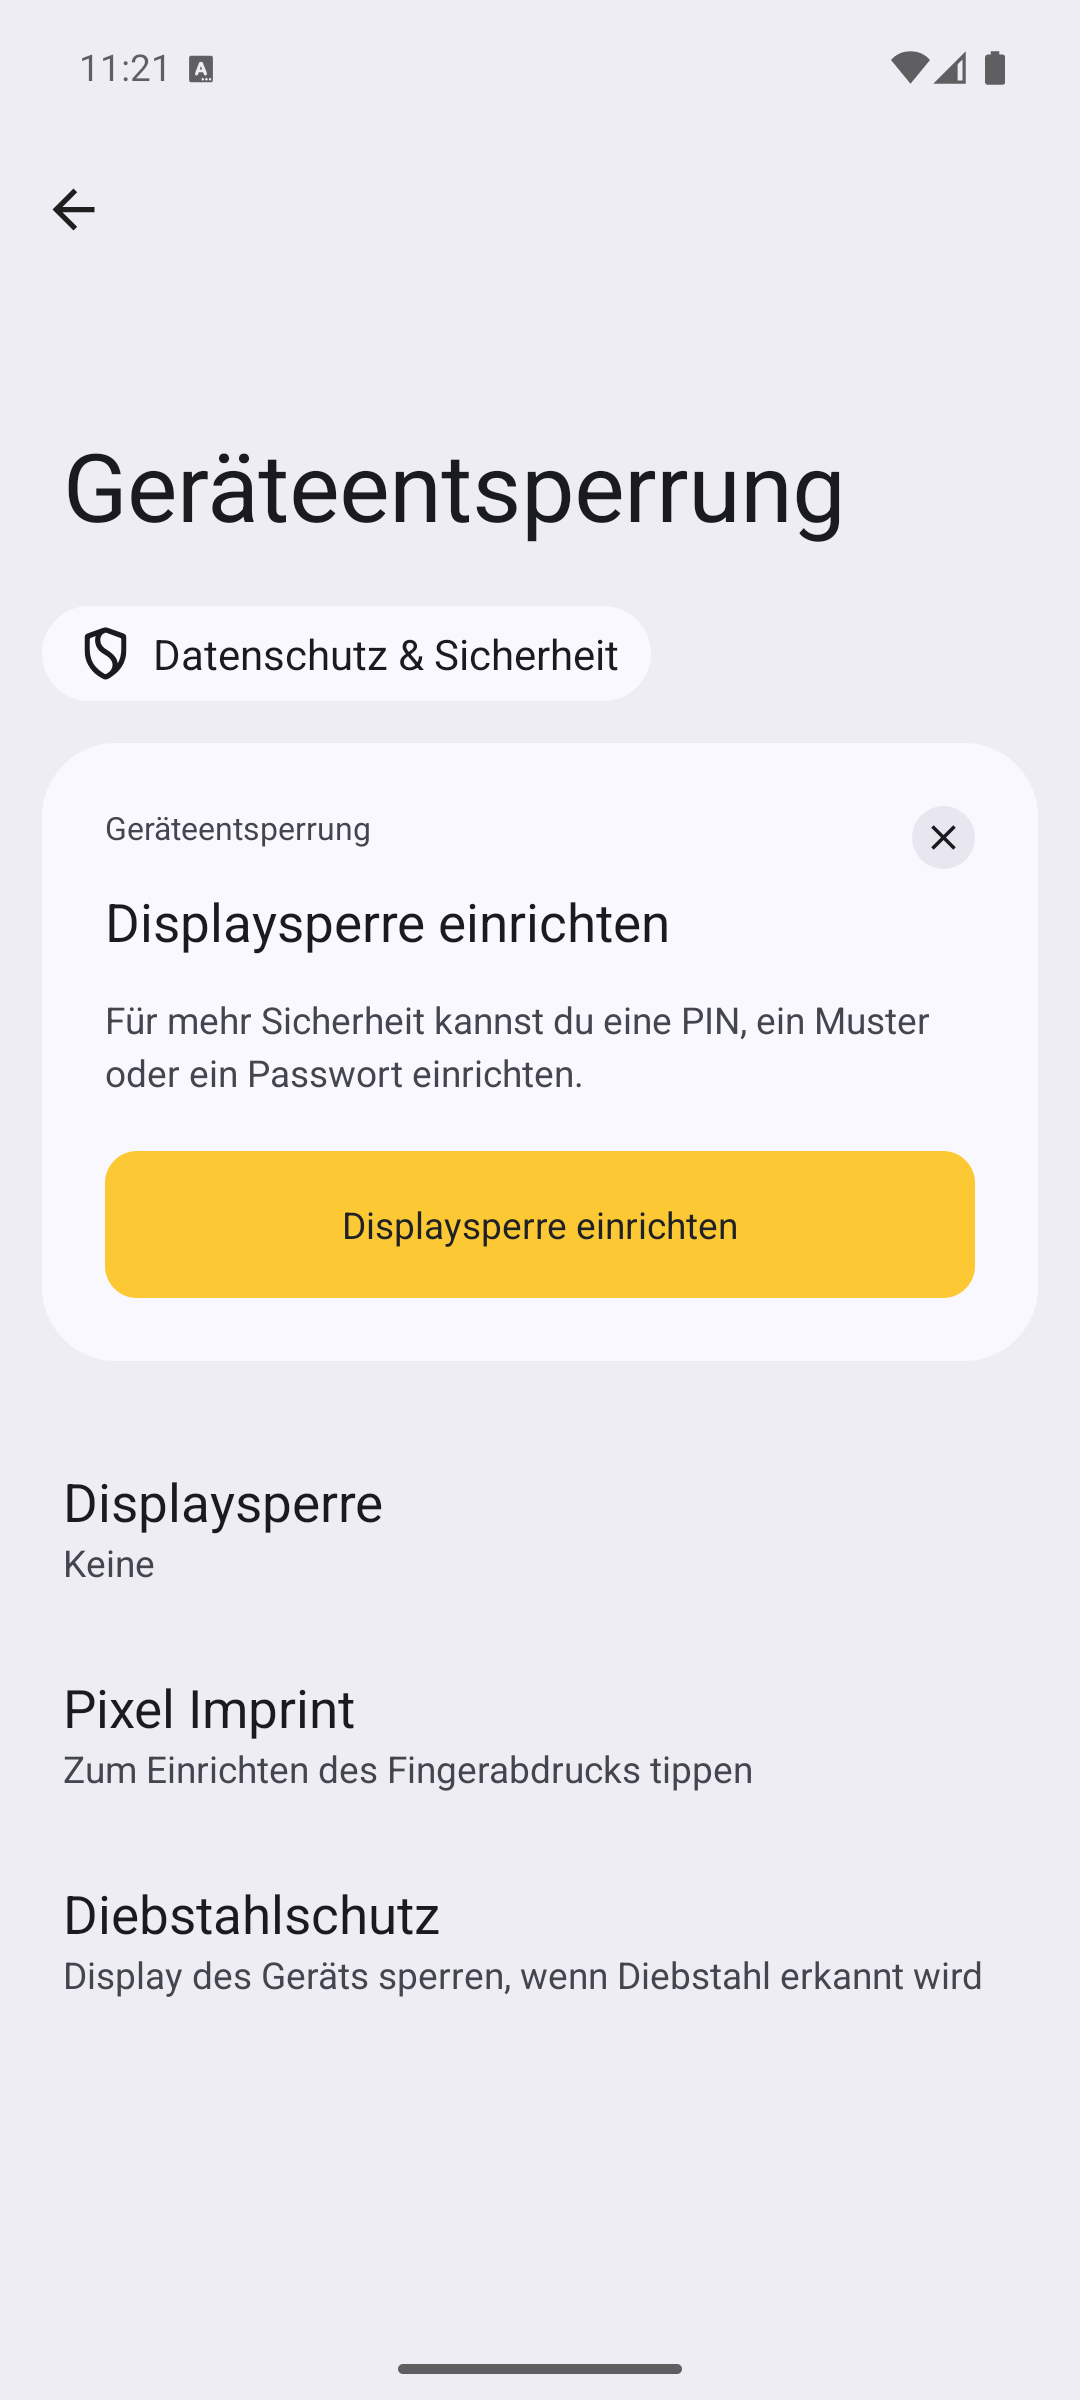 11:21
Geräteentsperrung
Datenschutz & Sicherheit
Geräteentsperrung
Displaysperre einrichten
Für mehr Sicherheit kannst du eine PIN, ein Muster
oder ein Passwort einrichten.
Displaysperre einrichten
Displaysperre
Keine
Pixel Imprint
Zum Einrichten des Fingerabdrucks tippen
Diebstahlschutz
Display des Geräts sperren, wenn Diebstahl erkannt wird